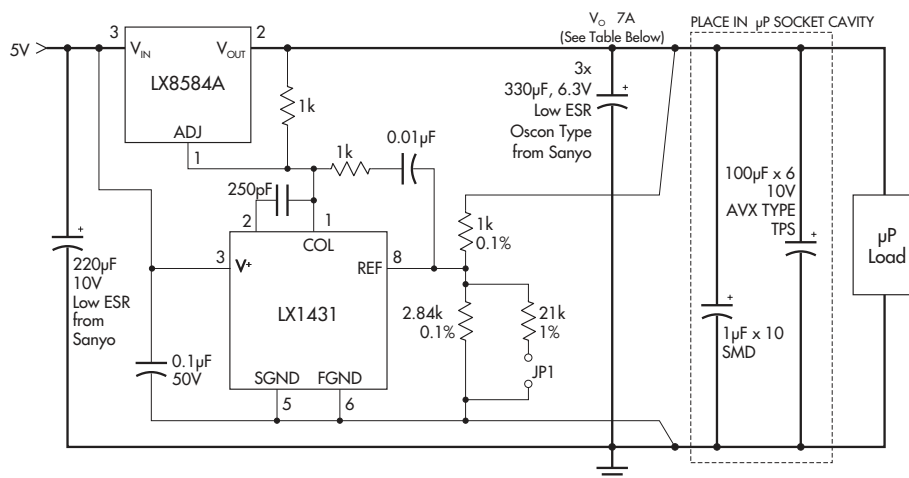 V_O 7A
(See Table Below)
PLACE IN µP SOCKET CAVITY
5V
3
V_IN
V_OUT
2
LX8584A
ADJ
1
1k
1k
0.01µF
3x
330µF, 6.3V
Low ESR
Oscon Type
from Sanyo
250pF
2
1
COL
3
V+
REF
8
LX1431
SGND
FGND
5
6
1k
0.1%
2.84k
0.1%
21k
1%
JP1
220µF
10V
Low ESR
from
Sanyo
0.1µF
50V
100µF x 6
10V
AVX TYPE
TPS
1µF x 10
SMD
µP
Load
+
+
+
+